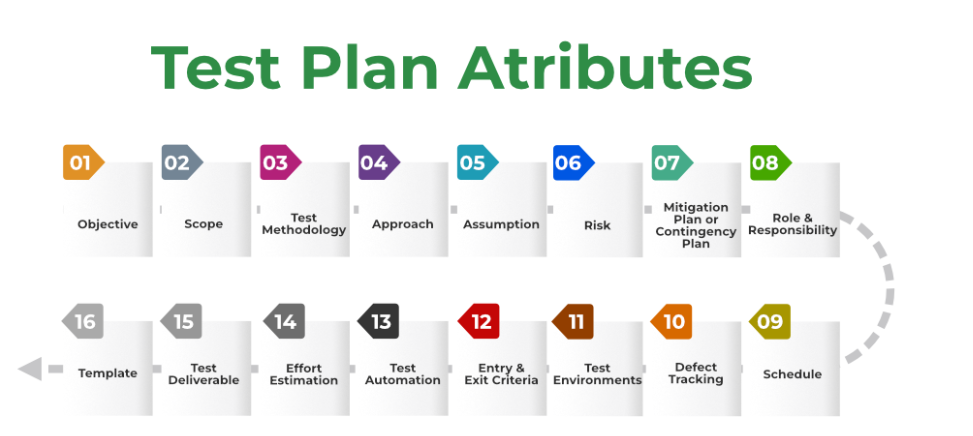 Test Plan Atributes
01
Objective
02
Scope
03
Test
Methodology
04
Approach
05
Assumption
06
Risk
07
Mitigation
Plan or
Contingency
Plan
08
Role &
Responsibility
09
Schedule
10
Defect
Tracking
11
Test
Environments
12
Entry &
Exit Criteria
13
Test
Automation
14
Effort
Estimation
15
Test
Deliverable
16
Template